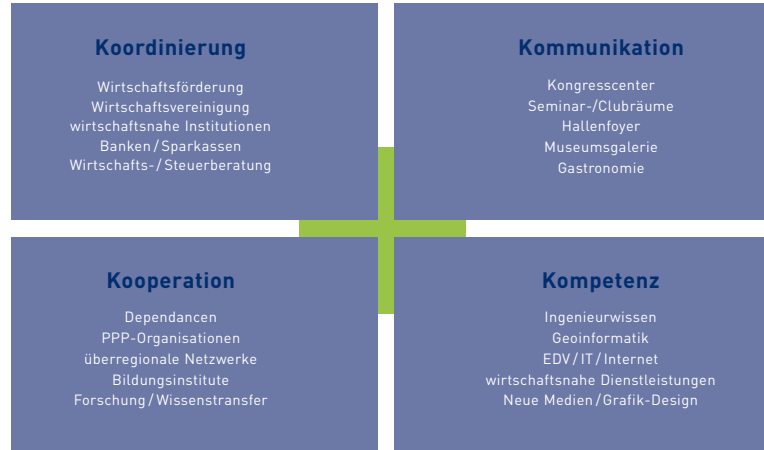 Koordinierung
Wirtschaftsförderung
Wirtschaftsvereinigung
wirtschaftsnahe Institutionen
Banken/Sparkassen
Wirtschafts-/Steuerberatung
Kommunikation
Kongresscenter
Seminar-/Clubräume
Hallenfoyer
Museumsgalerie
Gastronomie
Kooperation
Dependancen
PPP-Organisationen
überregionale Netzwerke
Bildungsinstitute
Forschung/Wissenstransfer
Kompetenz
Ingenieurwissen
Geoinformatik
EDV/IT/Internet
wirtschaftsnahe Dienstleistungen
Neue Medien/Grafik-Design